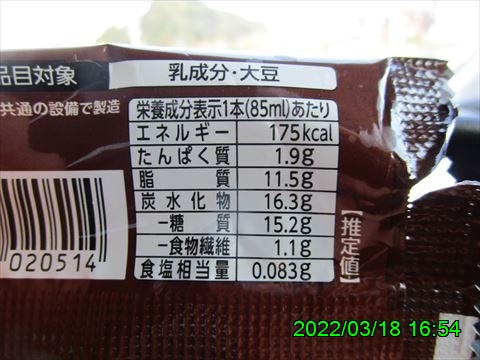 品目対象 乳成分・大豆
共通の設備で製造
栄養成分表示1本(85ml)あたり
エネルギー 175kcal
たんぱく質 1.9g
脂質 11.5g
炭水化物 16.3g
-糖質 15.2g
-食物繊維 1.1g
食塩相当量 0.083g
【推定値】
020514
2022/03/18 16:54